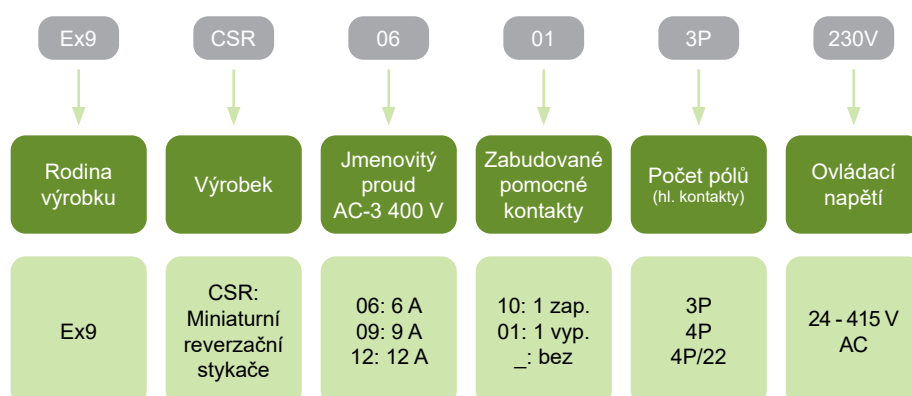 Ex9
CSR
06
01
3P
230V
Rodina
výrobku
Výrobek
Jmenovitý
proud
AC-3 400 V
Zabudované
pomocné
kontakty
Počet pólů
(hl. kontakty)
Ovládací
napětí
Ex9
CSR:
Miniaturní
reverzační
stykače
06: 6 A
09: 9 A
12: 12 A
10: 1 zap.
01: 1 vyp.
_: bez
3P
4P
4P/22
24 - 415 V
AC